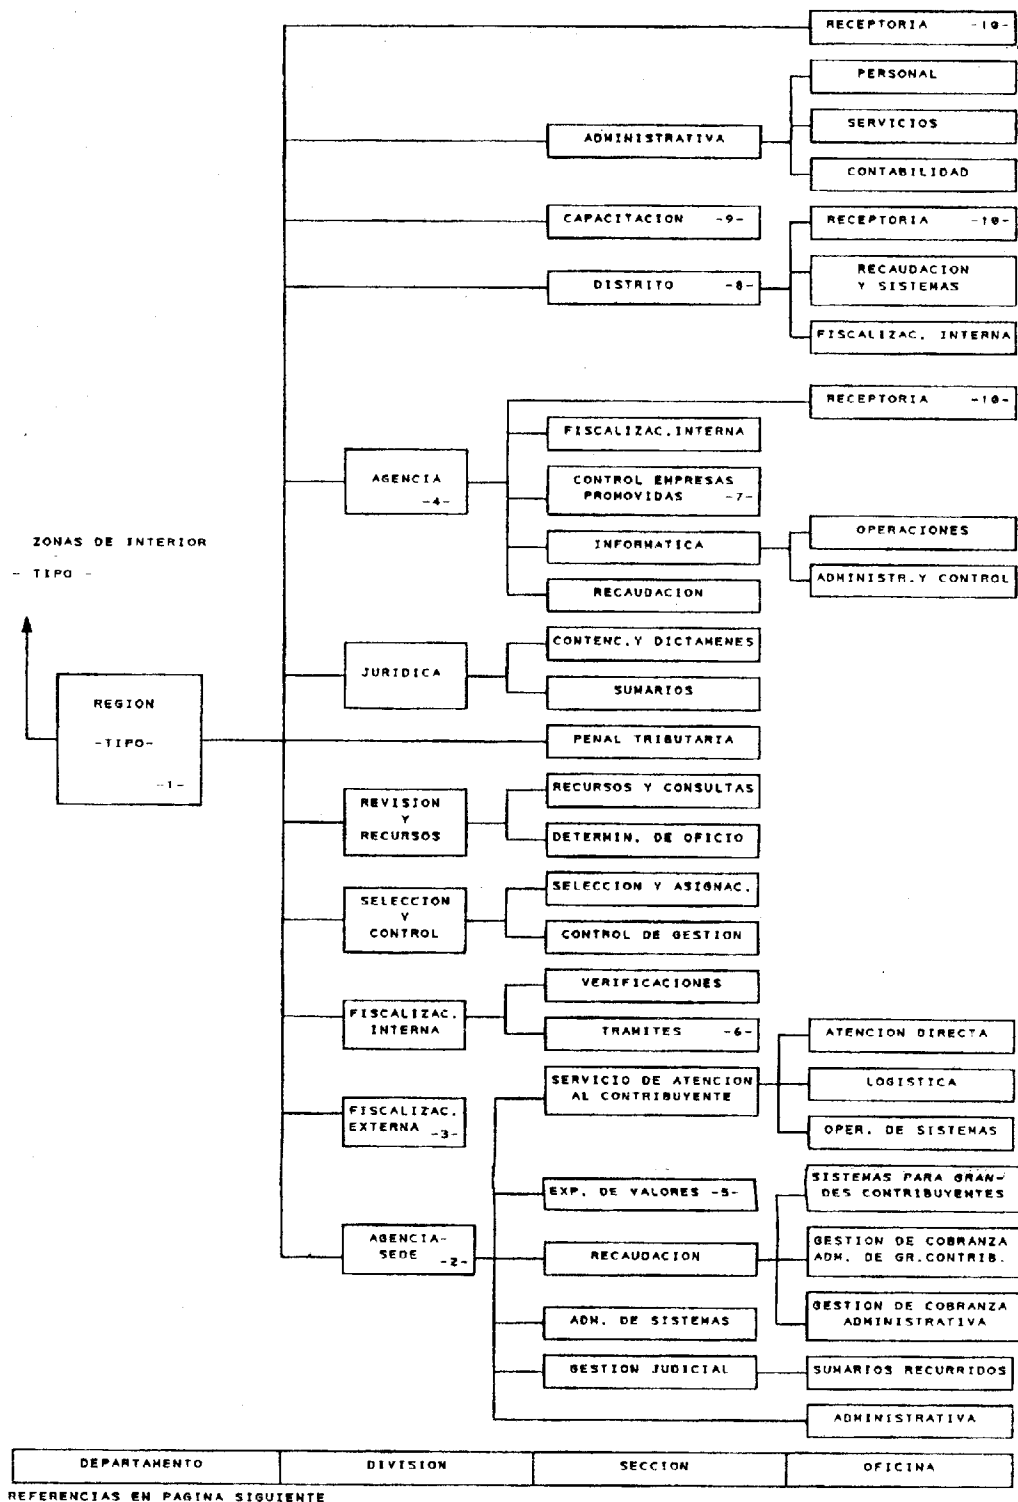 RECEPTORIA -10-
PERSONAL
SERVICIOS
ADMINISTRATIVA
CONTABILIDAD
CAPACITACION -9-
RECEPTORIA -10-
RECAUDACION
Y SISTEMAS
DISTRITO -8-
FISCALIZAC. INTERNA
RECEPTORIA -10-
FISCALIZAC.INTERNA
AGENCIA
-4-
CONTROL EMPRESAS
PROMOVIDAS -7-
ZONAS DE INTERIOR
- TIPO -
INFORMATICA
OPERACIONES
ADMINISTR.Y CONTROL
RECAUDACION
JURIDICA
CONTENC.Y DICTAMENES
SUMARIOS
REGION
-TIPO-
-1-
PENAL TRIBUTARIA
REVISION
Y
RECURSOS
RECURSOS Y CONSULTAS
DETERMIN. DE OFICIO
SELECCION
Y
CONTROL
SELECCION Y ASIGNAC.
CONTROL DE GESTION
FISCALIZAC.
INTERNA
VERIFICACIONES
TRAMITES -6-
ATENCION DIRECTA
SERVICIO DE ATENCION
AL CONTRIBUYENTE
LOGISTICA
FISCALIZAC.
EXTERNA -3-
OPER. DE SISTEMAS
EXP. DE VALORES -5-
SISTEMAS PARA GRAN-
DES CONTRIBUYENTES
AGENCIA-
SEDE -2-
RECAUDACION
GESTION DE COBRANZA
ADM. DE GR.CONTRIB.
GESTION DE COBRANZA
ADMINISTRATIVA
ADM. DE SISTEMAS
GESTION JUDICIAL
SUMARIOS RECURRIDOS
ADMINISTRATIVA
DEPARTAMENTO DIVISION SECCION OFICINA
REFERENCIAS EN PAGINA SIGUIENTE